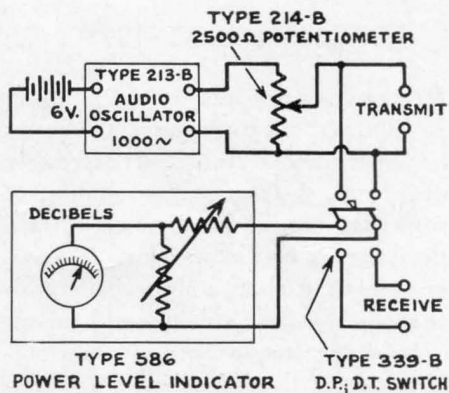 TYPE 214-B
2500Ω POTENTIOMETER
TYPE 213-B
AUDIO
OSCILLATOR
1000~
6V.
TRANSMIT
DECIBELS
RECEIVE
TYPE 586
POWER LEVEL INDICATOR
TYPE 339-B
D.P.; D.T. SWITCH